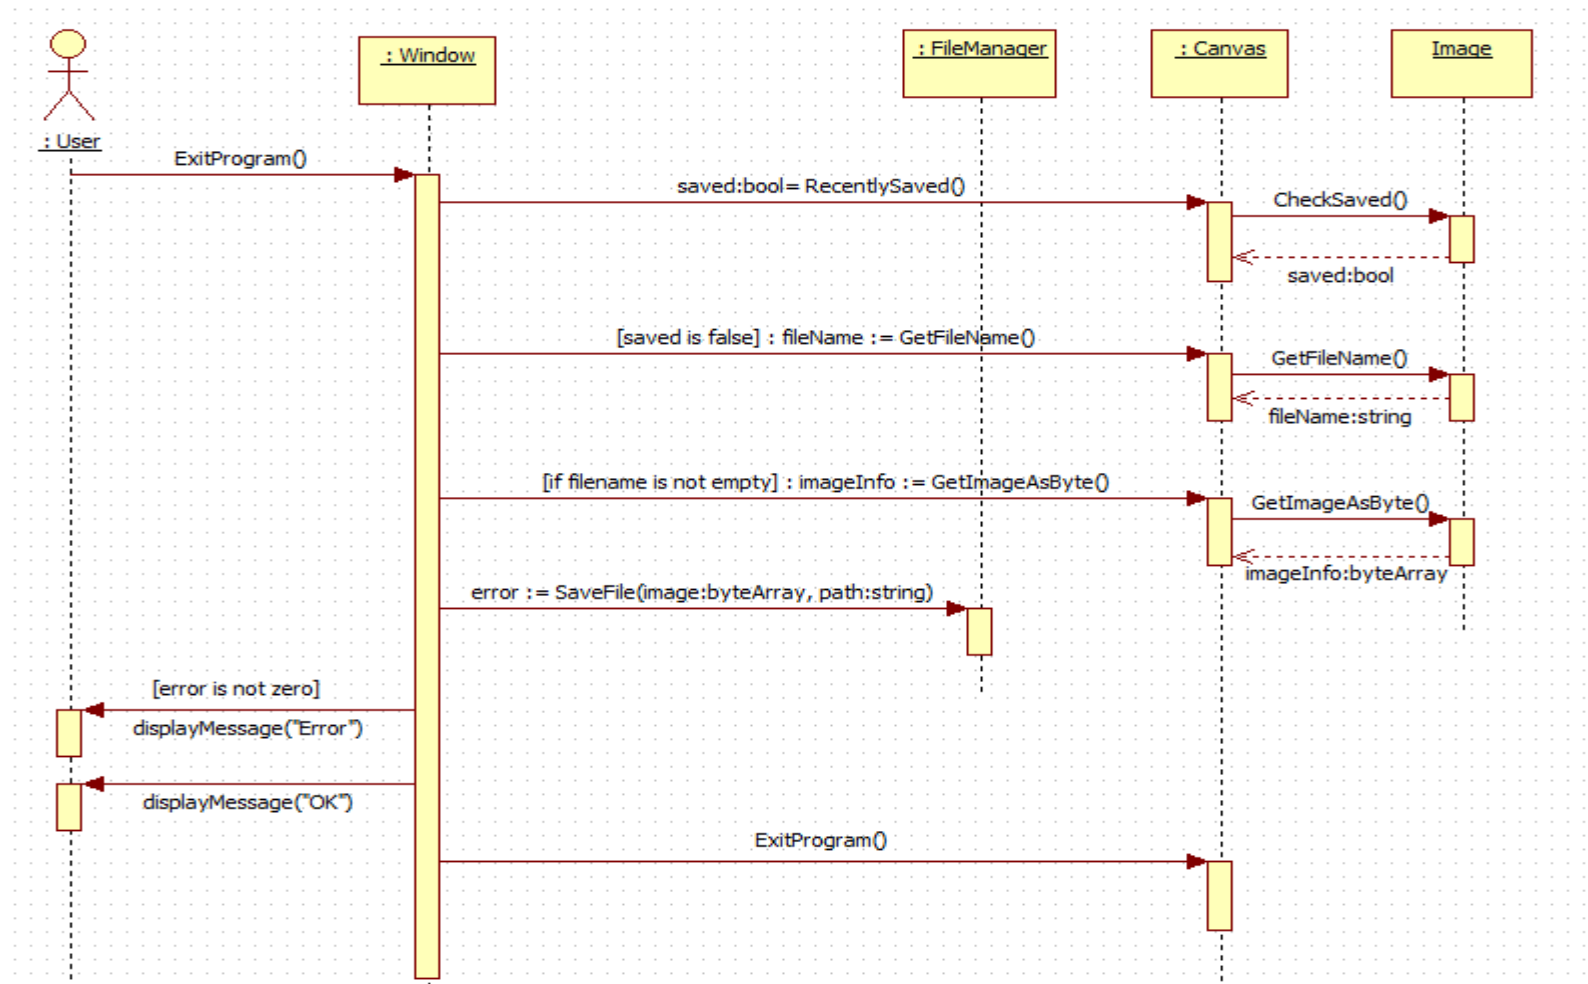 : Window
: FileManager
: Canvas
Image
: User
ExitProgram()
saved:bool= RecentlySaved()
CheckSaved()
saved:bool
[saved is false] : fileName := GetFileName()
GetFileName()
fileName:string
[if filename is not empty] : imageInfo := GetImageAsByte()
GetImageAsByte()
imageInfo:byteArray
error := SaveFile(image:byteArray, path:string)
[error is not zero]
displayMessage("Error")
displayMessage("OK")
ExitProgram()